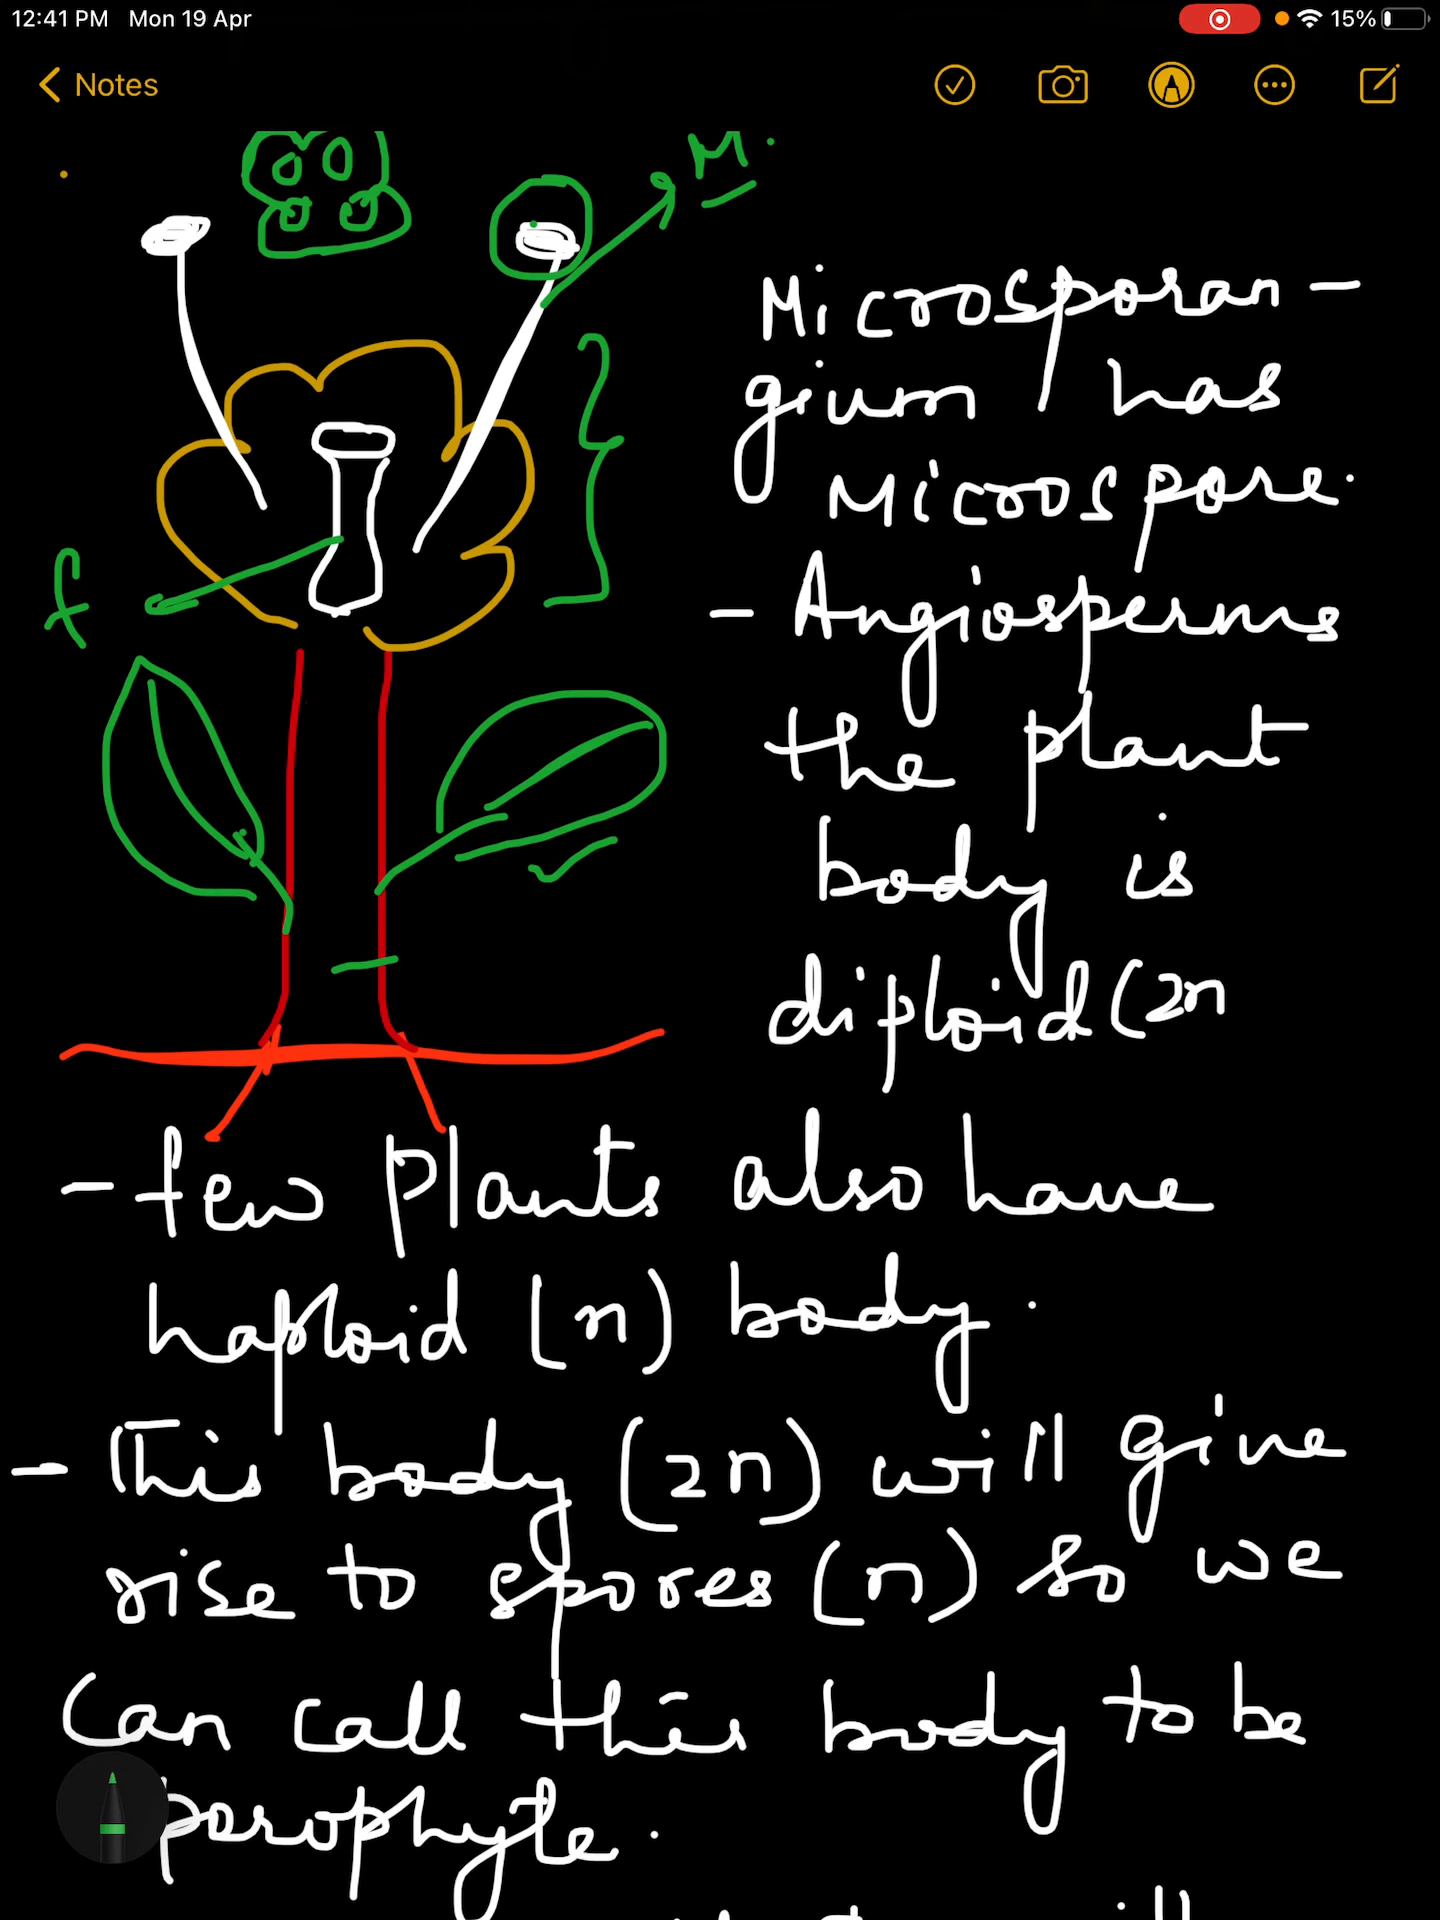 12:41 PM Mon 19 Apr 15%
Notes
M.
f
Microsporan-
gium has
Microspore.
- Angiosperms
the plant
body is
diploid (2n
- few Plants also have
haploid (n) body.
- This body (2n) will give
rise to spores (n) so we
Can call this body to be
porophyte.